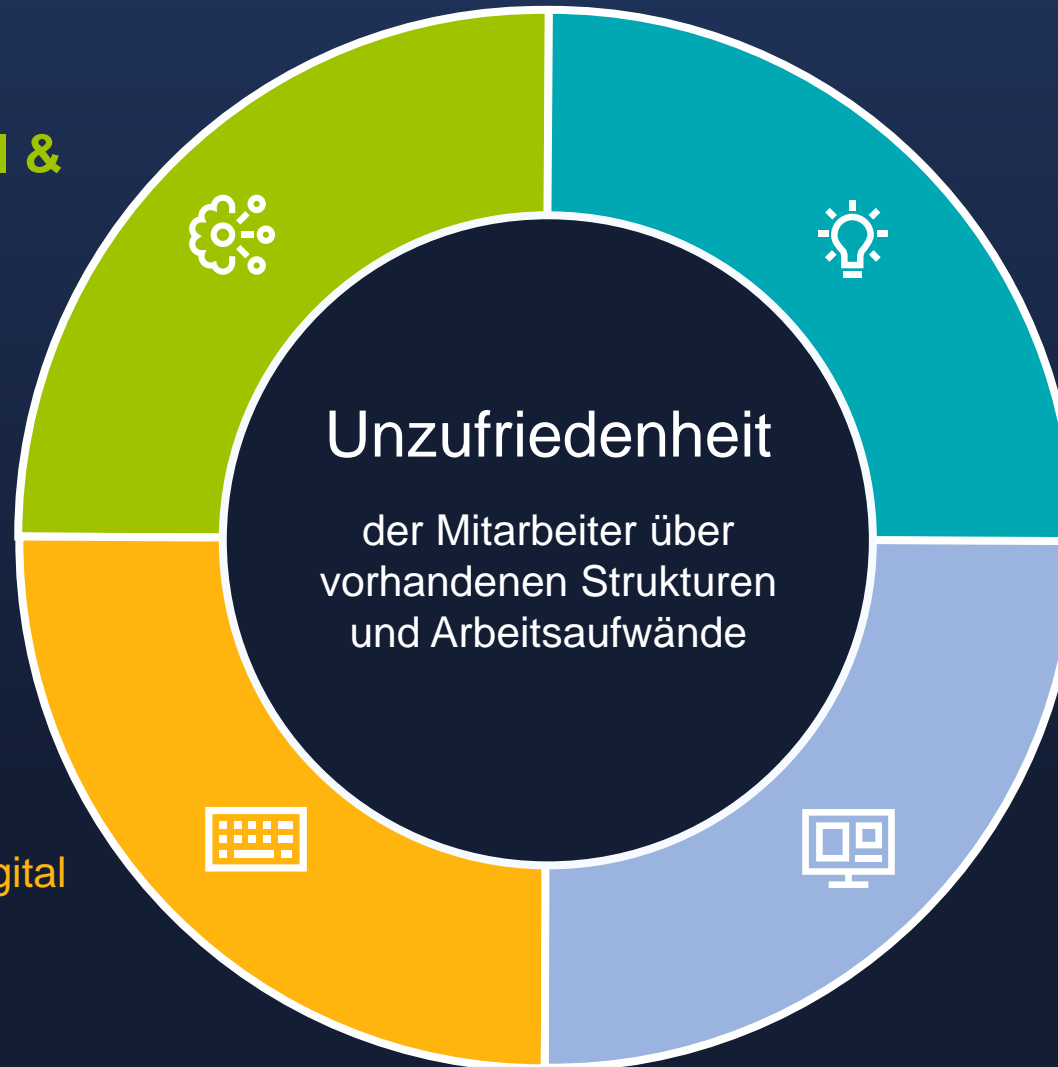 &
Unzufriedenheit
der Mitarbeiter über
vorhandenen Strukturen
und Arbeitsaufwände
gital